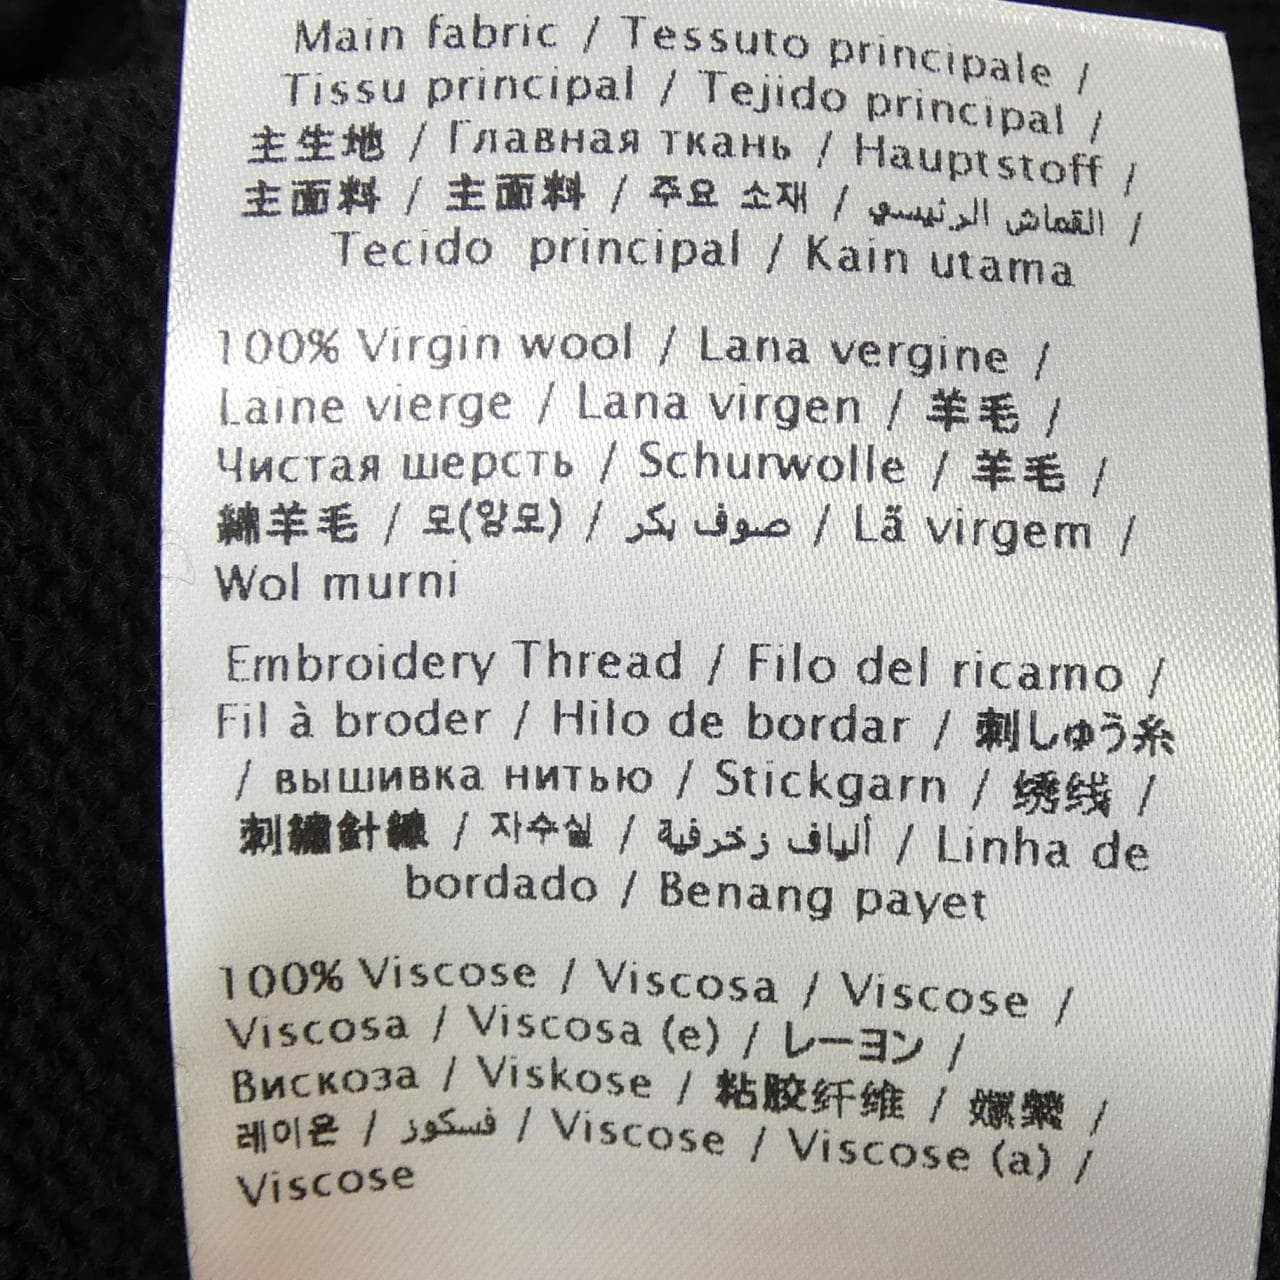 Main fabric / Tessuto principale /
Tissu principal / Tejido principal /
主生地 / Главная ткань / Hauptstoff /
主面料 / 主面料 / 주요 소재 / القماش الرئيسي /
Tecido principal / Kain utama
100% Virgin wool / Lana vergine /
Laine vierge / Lana virgen / 羊毛 /
Чистая шерсть / Schurwolle / 羊毛 /
綿羊毛 / 모(양모) / صوف بكر / Lã virgem /
Wol murni
Embroidery Thread / Filo del ricamo /
Fil à broder / Hilo de bordar / 刺しゅう糸
/ вышивка нитью / Stickgarn / 绣线 /
刺繡針線 / 자수실 / ألياف زخرفية / Linha de
bordado / Benang payet
100% Viscose / Viscosa / Viscose /
Viscosa / Viscosa (e) / レーヨン /
Вискоза / Viskose / 粘胶纤维 / 嫘縈 /
레이온 / فسكوز / Viscose / Viscose (a) /
Viscose